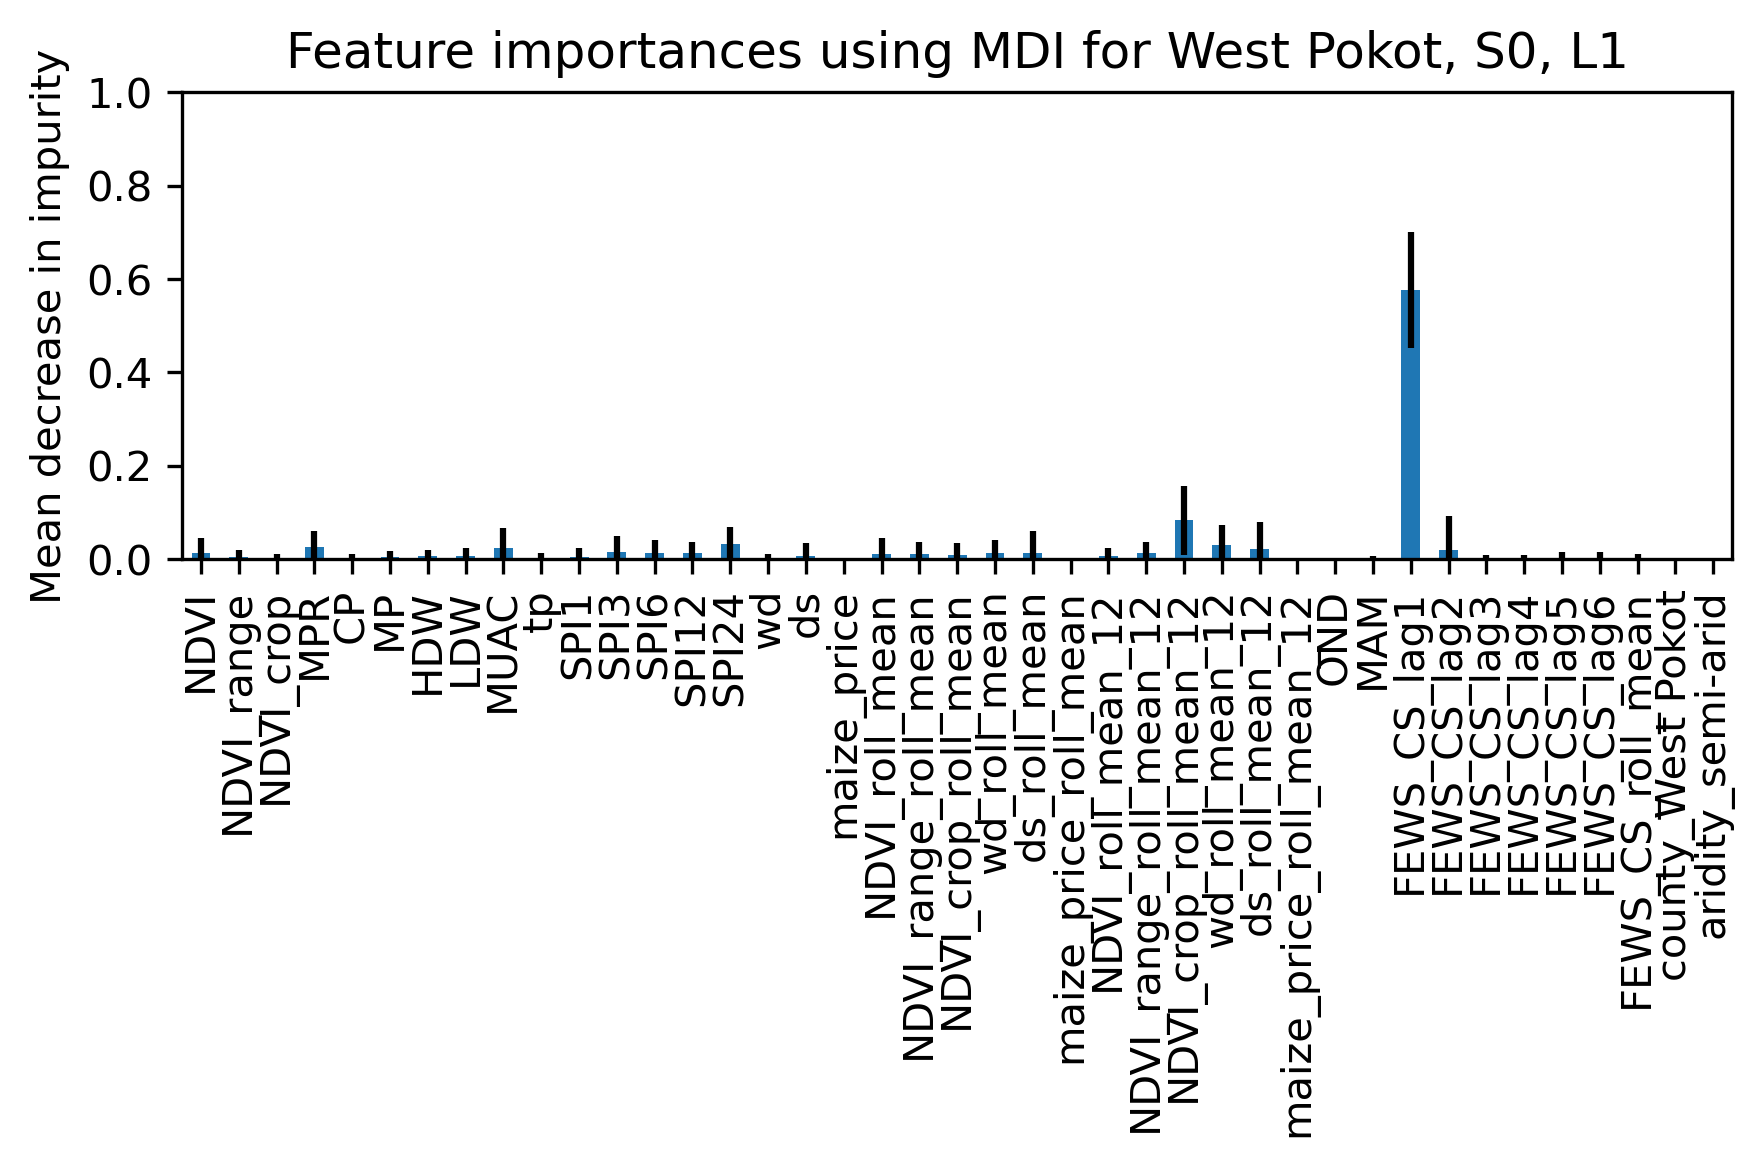 Feature importances using MDI for West Pokot, S0, L1
Mean decrease in impurity
1.0
0.8
0.6
0.4
0.2
0.0
NDVI
NDVI_range
NDVI_crop
MPR
CP
MP
HDW
LDW
MUAC
tp
SPI1
SPI3
SPI6
SPI12
SPI24
wd
ds
maize_price
NDVI_roll_mean
NDVI_range_roll_mean
NDVI_crop_roll_mean
wd_roll_mean
ds_roll_mean
maize_price_roll_mean
NDVI_roll_mean_12
NDVI_range_roll_mean_12
NDVI_crop_roll_mean_12
wd_roll_mean_12
ds_roll_mean_12
maize_price_roll_mean_12
OND
MAM
FEWS_CS_lag1
FEWS_CS_lag2
FEWS_CS_lag3
FEWS_CS_lag4
FEWS_CS_lag5
FEWS_CS_lag6
FEWS_CS_roll_mean
county_West Pokot
aridity_semi-arid